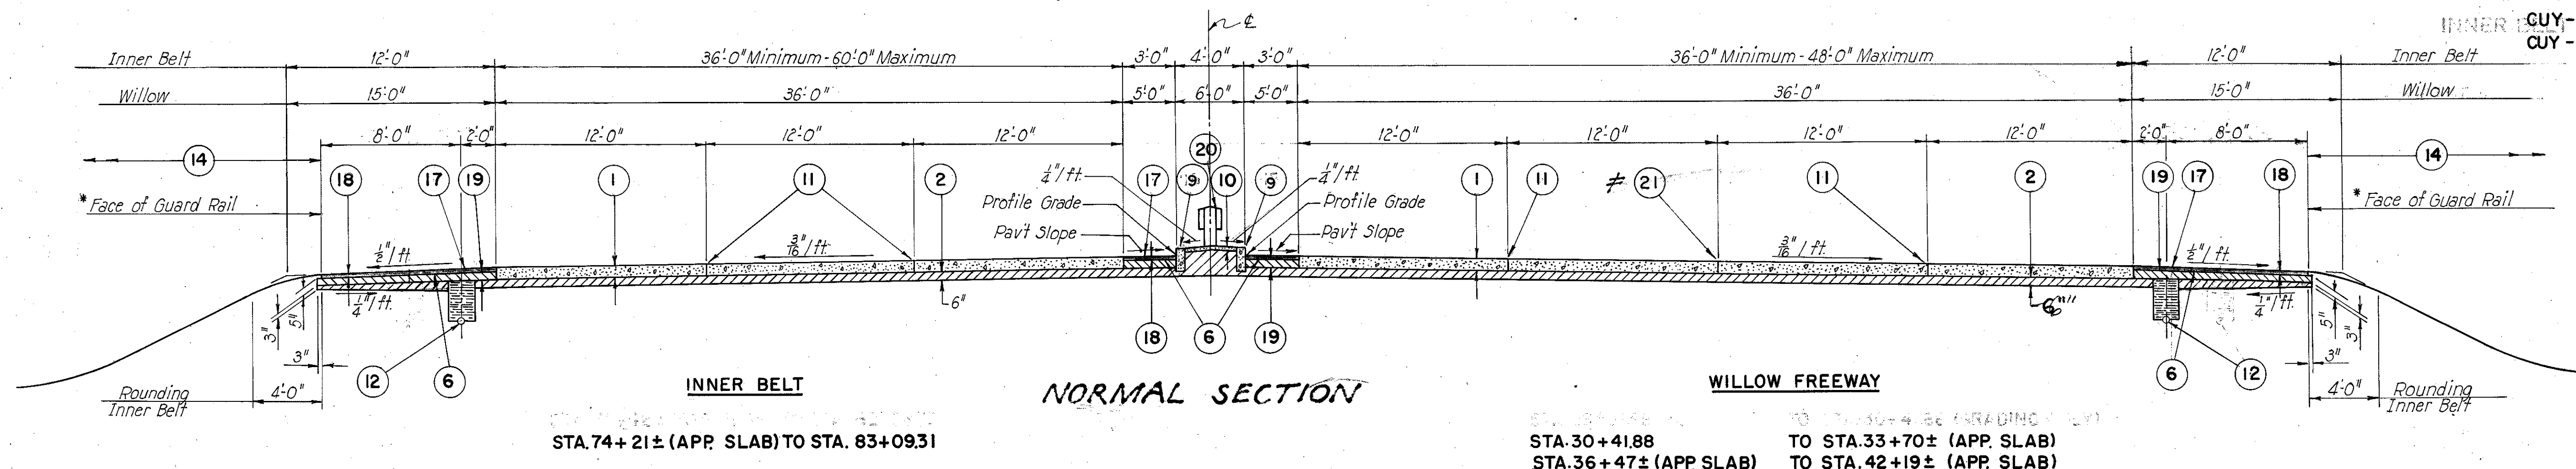 ℄
CUY-
INNER BELT
CUY-
Inner Belt 12'-0" 36'-0" Minimum - 60'-0" Maximum 3'-0" 4'-0" 3'-0" 36'-0" Minimum - 48'-0" Maximum 12'-0" Inner Belt
Willow 15'-0" 36'-0" 5'-0" 6'-0" 5'-0" 36'-0" 15'-0" Willow
8'-0" 2'-0" 12'-0" 12'-0" 12'-0" 12'-0" 12'-0" 12'-0" 12'-0" 2'-0" 8'-0"
20
14 14
1/4"/ft. 1/4"/ft.
18 17 19 1 11 2 17 9 10 9 1 11 ≠ 21 11 2 19 17 18
* Face of Guard Rail Profile Grade Profile Grade * Face of Guard Rail
Pav't Slope Pav't Slope
1/2"/ft. 3/16"/ft. 3/16"/ft. 1/2"/ft.
1/4"/ft. 6" 6" 1/4"/ft.
3" 5" 5" 3"
18 6 19
3" 3"
12 6 6 12
Rounding 4'-0" INNER BELT NORMAL SECTION WILLOW FREEWAY 4'-0" Rounding
Inner Belt Inner Belt
STA. 74+21± (APP. SLAB) TO STA. 83+09.31
STA. 30+41.88 TO STA. 33+70± (APP. SLAB)
STA. 36+47± (APP SLAB) TO STA. 42+19± (APP. SLAB)